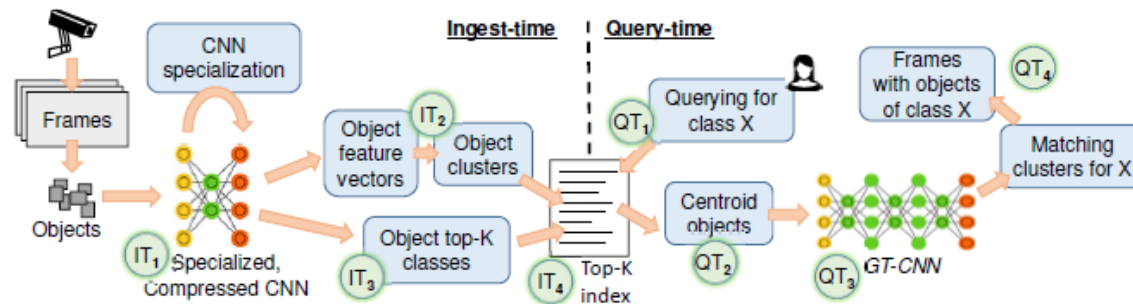 Ingest-time
Query-time
CNN
specialization
Frames
Objects
IT1
Specialized,
Compressed CNN
Object
feature
vectors
IT2
Object
clusters
IT3
Object top-K
classes
IT4
Top-K
index
QT1
Querying for
class X
Centroid
objects
QT2
QT3
GT-CNN
Matching
clusters for X
Frames
with objects
of class X
QT4